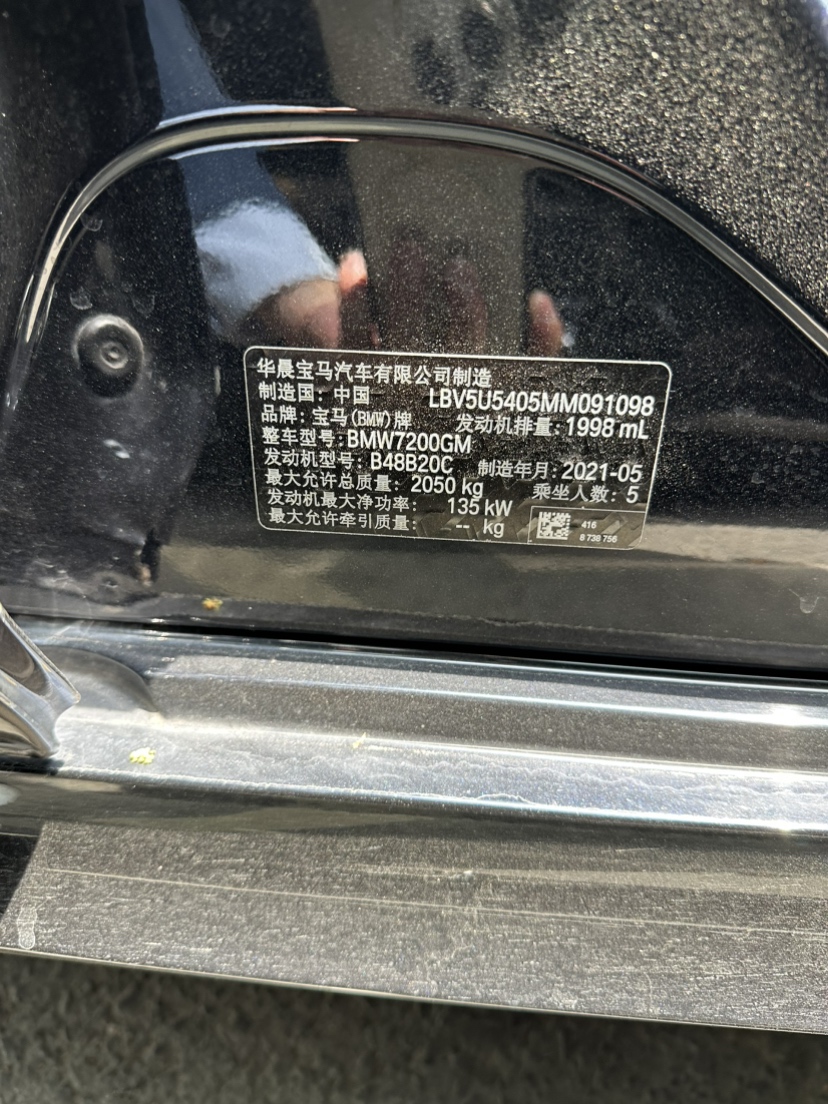 华晨宝马汽车有限公司制造
制造国：中国 LBV5U5405MM091098
品牌：宝马(BMW)牌 发动机排量：1998 mL
整车型号：BMW7200GM
发动机型号：B48B20C 制造年月：2021-05
最大允许总质量：2050 kg 乘坐人数：5
发动机最大净功率：135 kW
最大允许牵引质量：-- kg
416
8 738 756